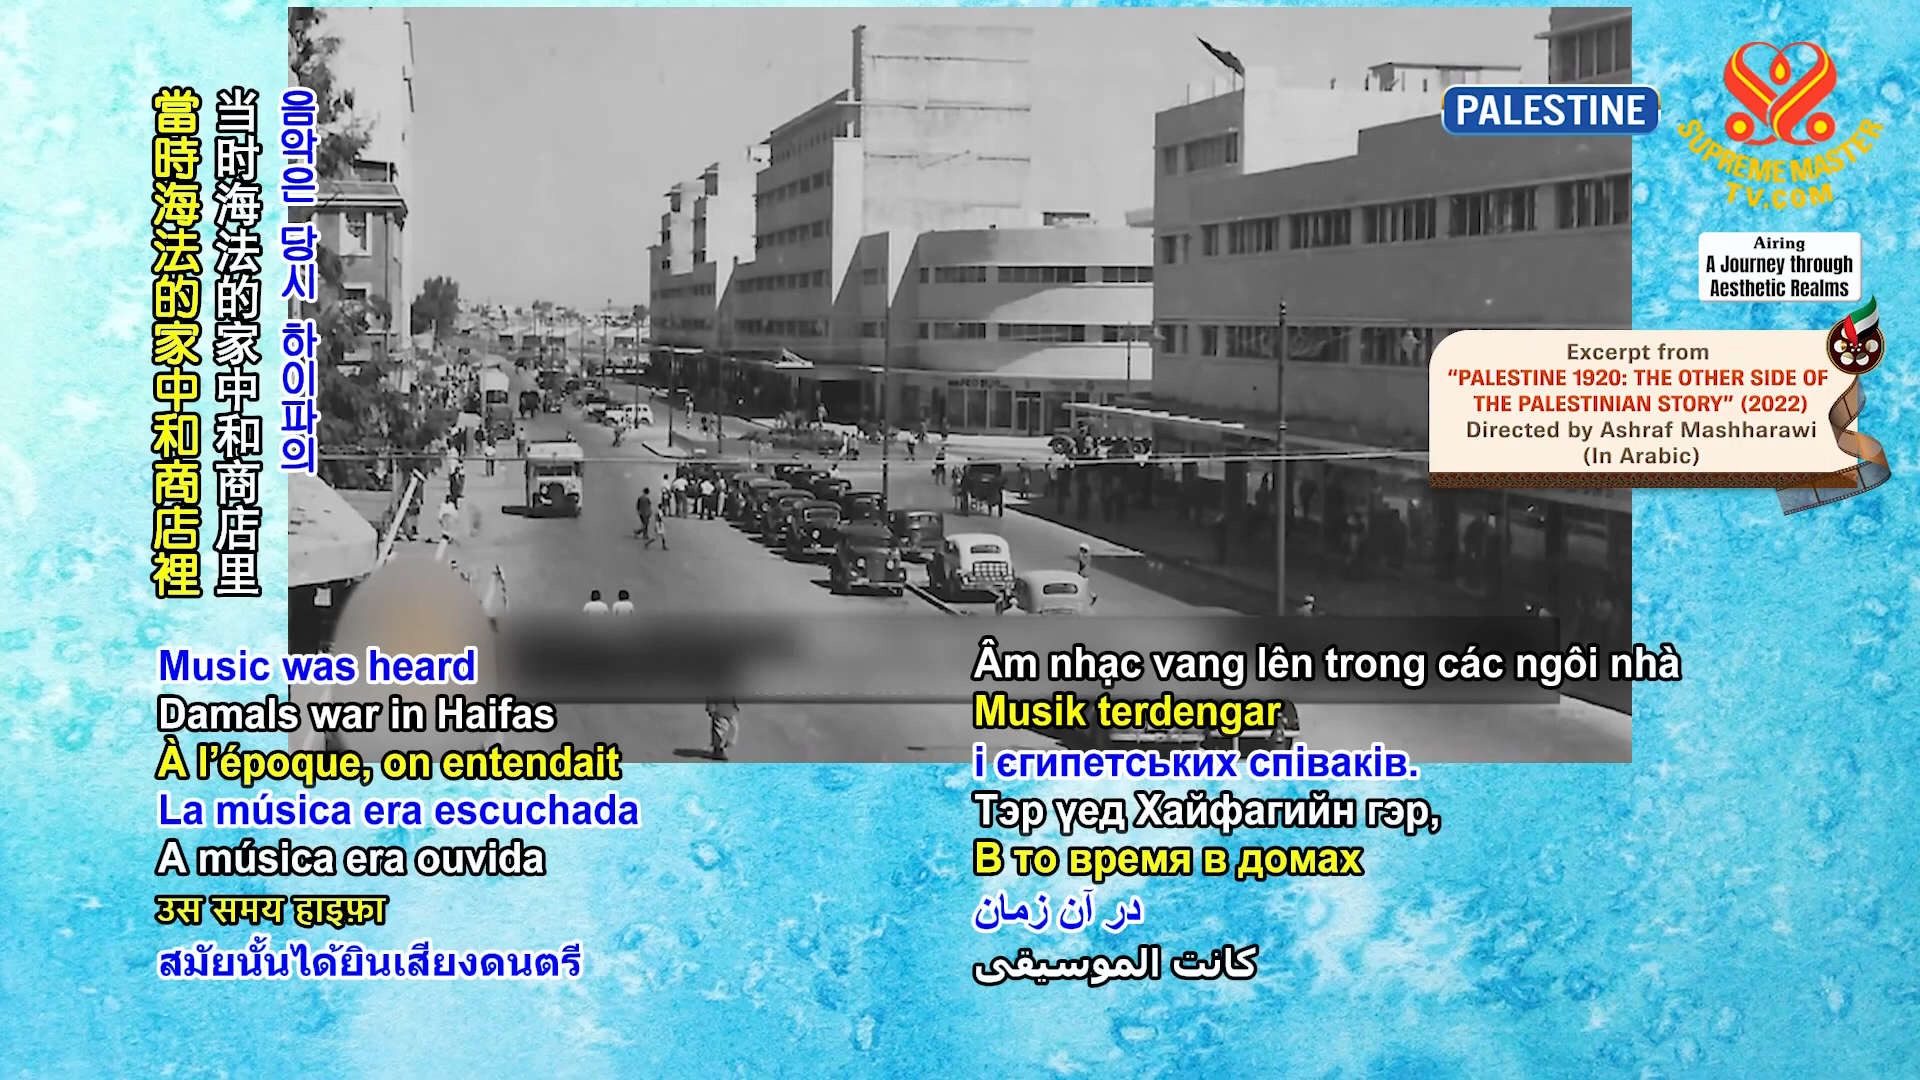 當時海法的家中和商店裡
当时海法的家中和商店里
음악은 당시 하이파의
PALESTINE
SUPREME MASTER
TV.COM
Airing
A Journey through
Aesthetic Realms
Excerpt from
“PALESTINE 1920: THE OTHER SIDE OF
THE PALESTINIAN STORY” (2022)
Directed by Ashraf Mashharawi
(In Arabic)
Music was heard
Damals war in Haifas
À l’époque, on entendait
La música era escuchada
A música era ouvida
उस समय हाइफ़ा
สมัยนั้นได้ยินเสียงดนตรี
Âm nhạc vang lên trong các ngôi nhà
Musik terdengar
і єгипетських співаків.
Тэр үед Хайфагийн гэр,
В то время в домах
در آن زمان
كانت الموسيقى